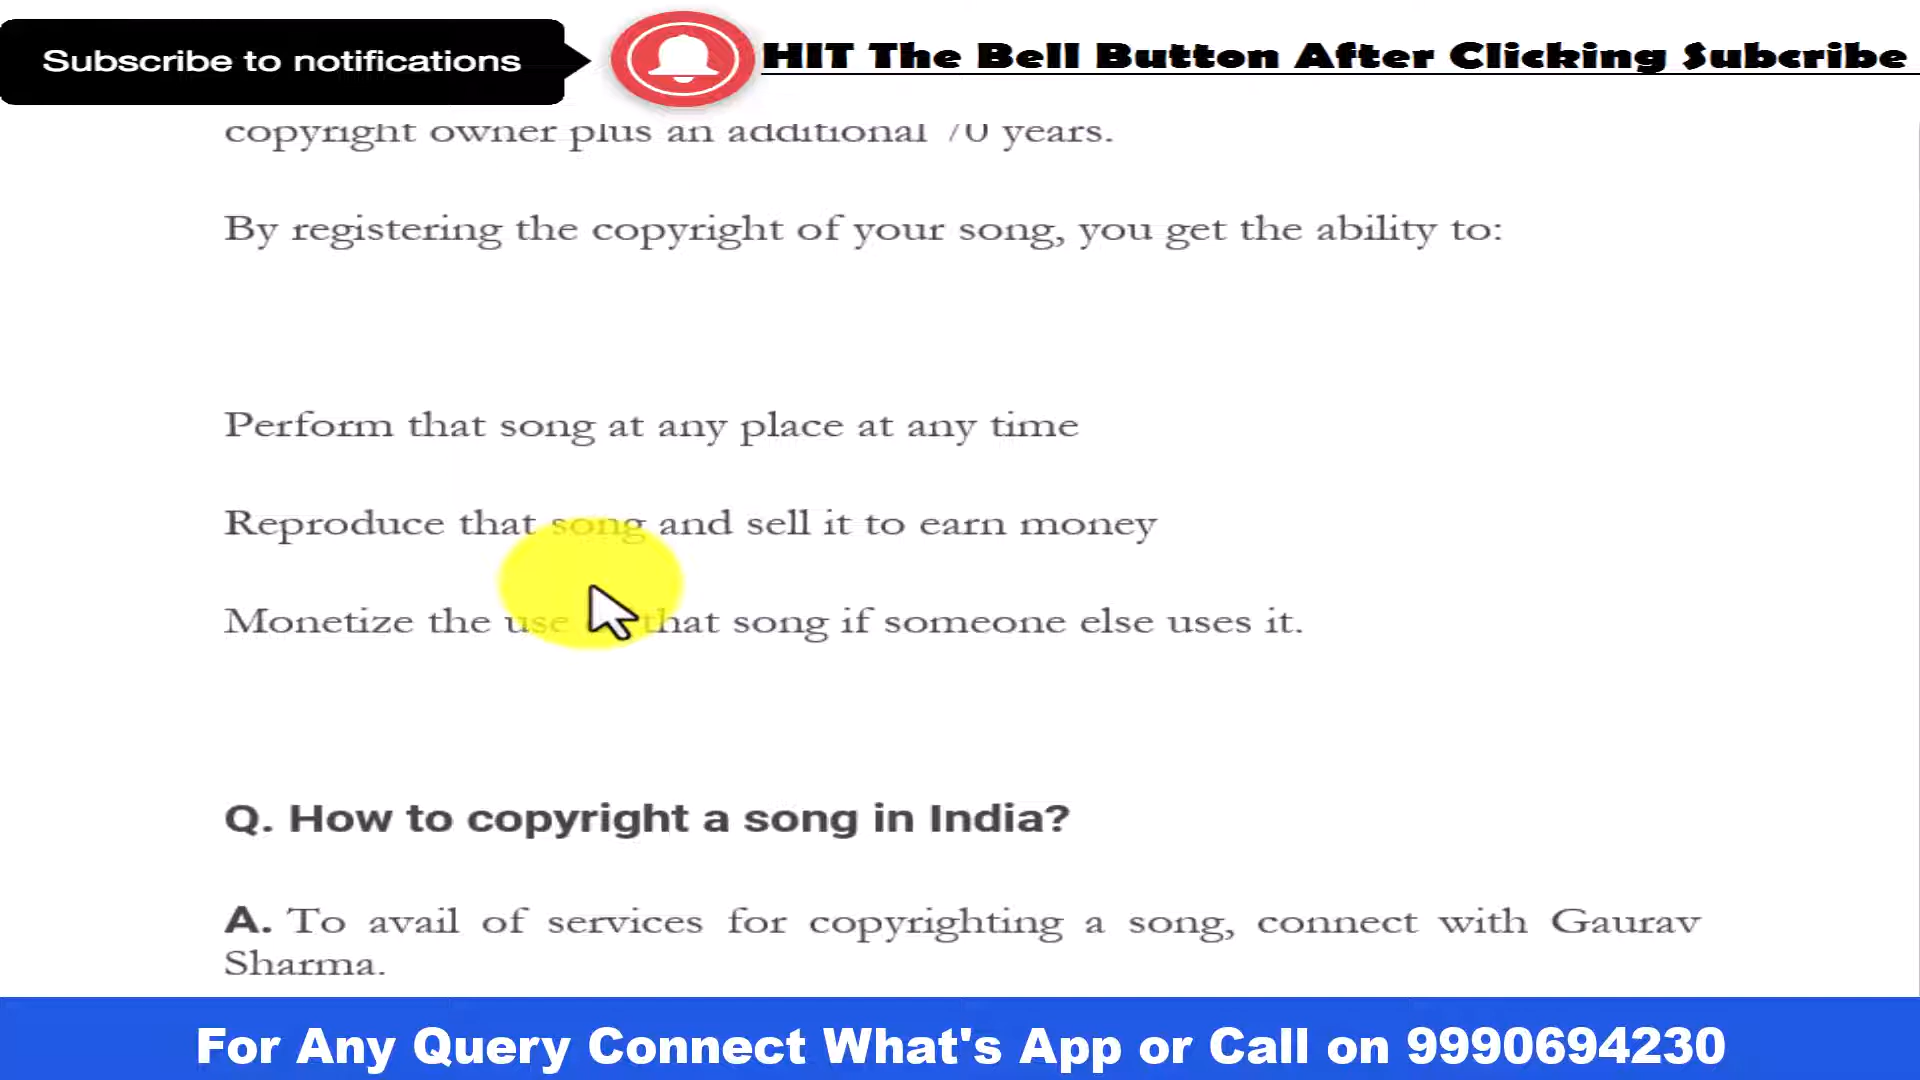 Subscribe to notifications
HIT The Bell Button After Clicking Subcribe
copyright owner plus an additional 70 years.
By registering the copyright of your song, you get the ability to:
Perform that song at any place at any time
Reproduce that song and sell it to earn money
Monetize the use that song if someone else uses it.
Q. How to copyright a song in India?
A. To avail of services for copyrighting a song, connect with Gaurav
Sharma.
For Any Query Connect What's App or Call on 9990694230